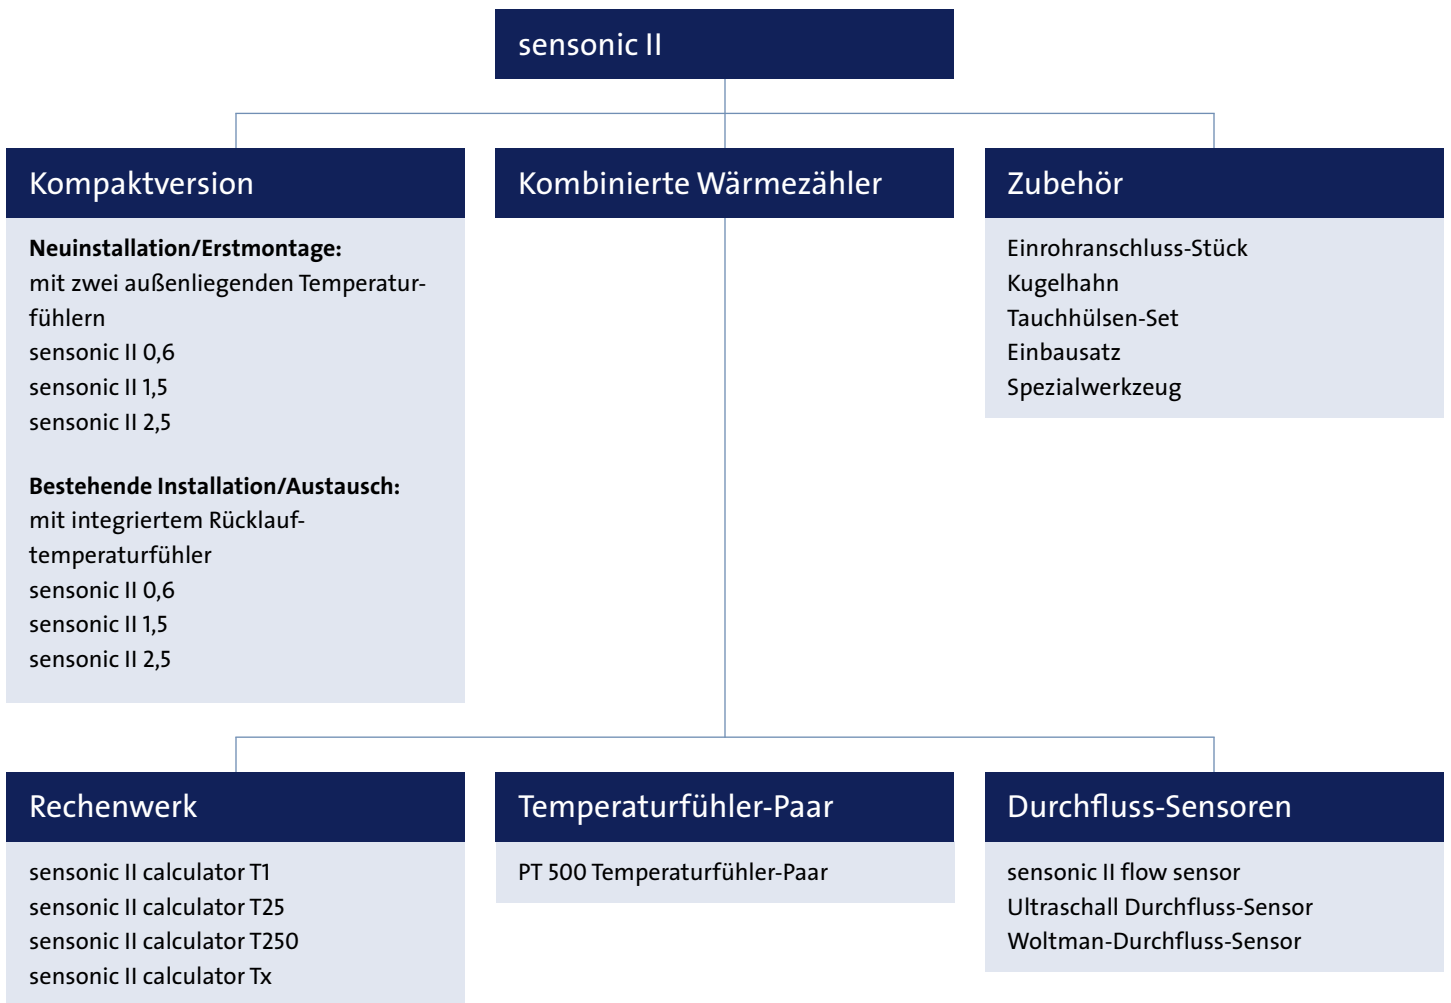 sensonic II
Kompaktversion
Neuinstallation/Erstmontage:
mit zwei außenliegenden Temperatur-
fühlern
sensonic II 0,6
sensonic II 1,5
sensonic II 2,5
Bestehende Installation/Austausch:
mit integriertem Rücklauf-
temperaturfühler
sensonic II 0,6
sensonic II 1,5
sensonic II 2,5
Kombinierte Wärmezähler
Zubehör
Einrohranschluss-Stück
Kugelhahn
Tauchhülsen-Set
Einbausatz
Spezialwerkzeug
Rechenwerk
sensonic II calculator T1
sensonic II calculator T25
sensonic II calculator T250
sensonic II calculator Tx
Temperaturfühler-Paar
PT 500 Temperaturfühler-Paar
Durchfluss-Sensoren
sensonic II flow sensor
Ultraschall Durchfluss-Sensor
Woltman-Durchfluss-Sensor